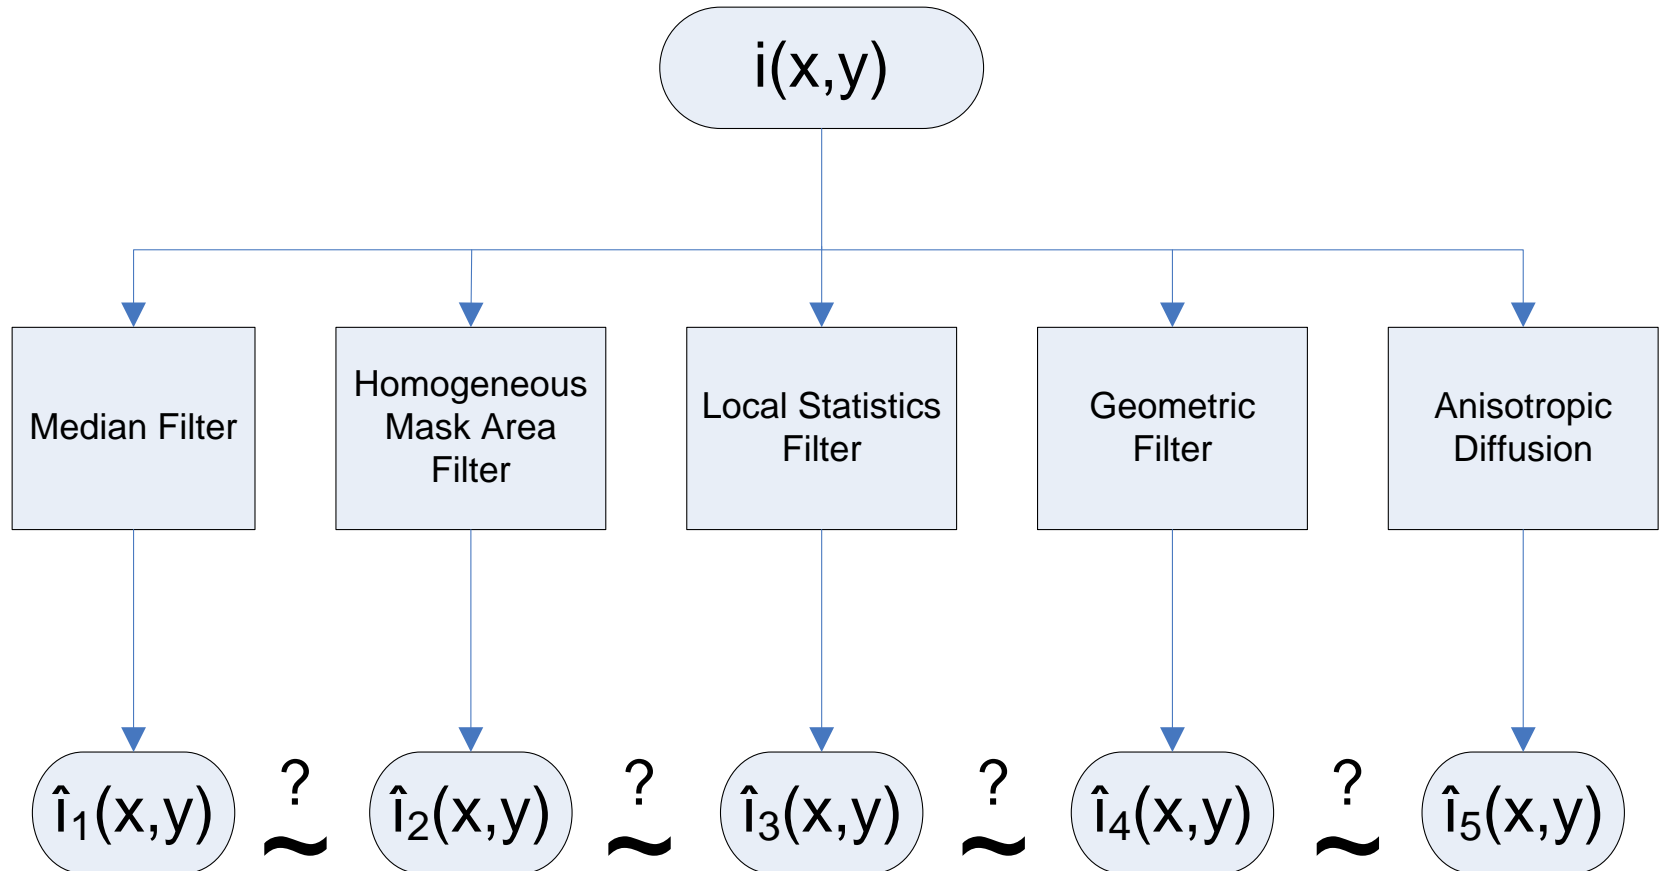 i(x,y)
Median Filter
Homogeneous
Mask Area
Filter
Local Statistics
Filter
Geometric
Filter
Anisotropic
Diffusion
î₁(x,y) ? ~ î₂(x,y) ? ~ î₃(x,y) ? ~ î₄(x,y) ? ~ î₅(x,y)